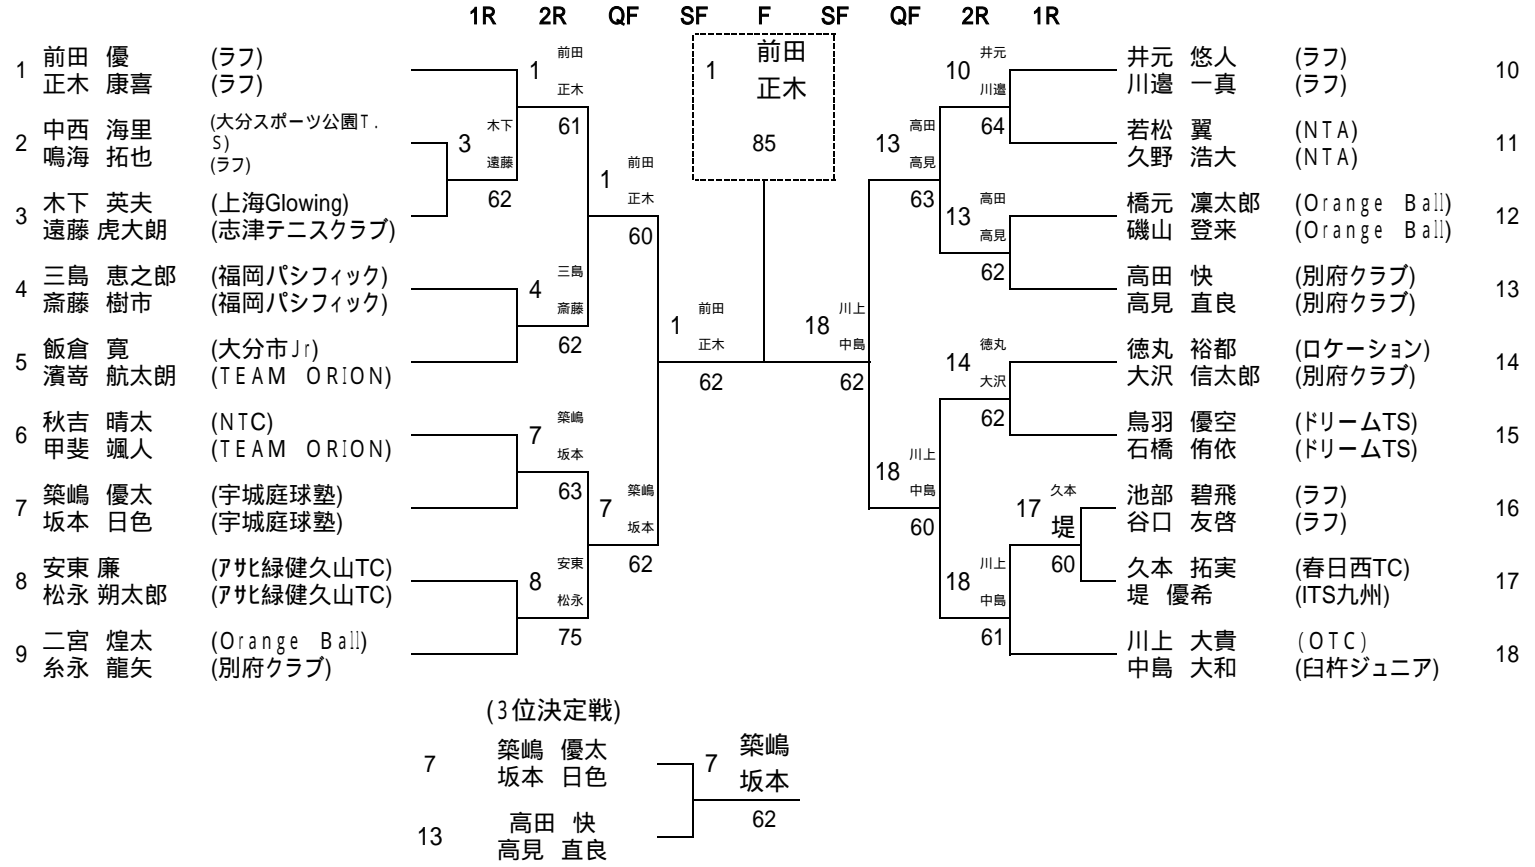 1R 2R QF SF F SF QF 2R 1R
1 前田 優 (ラフ)
正木 康喜 (ラフ)
2 中西 海里 (大分スポーツ公園T.S)
鳴海 拓也 (ラフ)
3 木下 英夫 (上海Glowing)
遠藤 虎大朗 (志津テニスクラブ)
4 三島 恵之郎 (福岡パシフィック)
斎藤 樹市 (福岡パシフィック)
5 飯倉 寛 (大分市Jr)
濱嵜 航太朗 (TEAM ORION)
6 秋吉 晴太 (NTC)
甲斐 颯人 (TEAM ORION)
7 築嶋 優太 (宇城庭球塾)
坂本 日色 (宇城庭球塾)
8 安東 廉 (アサヒ緑健久山TC)
松永 朔太郎 (アサヒ緑健久山TC)
9 二宮 煌太 (Orange Ball)
糸永 龍矢 (別府クラブ)
3 木下
遠藤
62
1 前田
正木
61
4 三島
斎藤
62
7 築嶋
坂本
63
8 安東
松永
75
1 前田
正木
60
7 築嶋
坂本
62
1 前田
正木
62
1 前田
正木
85
18 川上
中島
62
13 高田
高見
63
18 川上
中島
60
10 井元
川邉
64
13 高田
高見
62
14 徳丸
大沢
62
18 川上
中島
61
17 久本
堤
60
井元 悠人 (ラフ) 10
川邉 一真 (ラフ)
若松 翼 (NTA) 11
久野 浩大 (NTA)
橋元 凜太郎 (Orange Ball) 12
磯山 登来 (Orange Ball)
高田 快 (別府クラブ) 13
高見 直良 (別府クラブ)
徳丸 裕都 (ロケーション) 14
大沢 信太郎 (別府クラブ)
鳥羽 優空 (ドリームTS) 15
石橋 侑依 (ドリームTS)
池部 碧飛 (ラフ) 16
谷口 友啓 (ラフ)
久本 拓実 (春日西TC) 17
堤 優希 (ITS九州)
川上 大貴 (OTC) 18
中島 大和 (臼杵ジュニア)
(3位決定戦)
7 築嶋 優太
坂本 日色
13 高田 快
高見 直良
7 築嶋
坂本
62